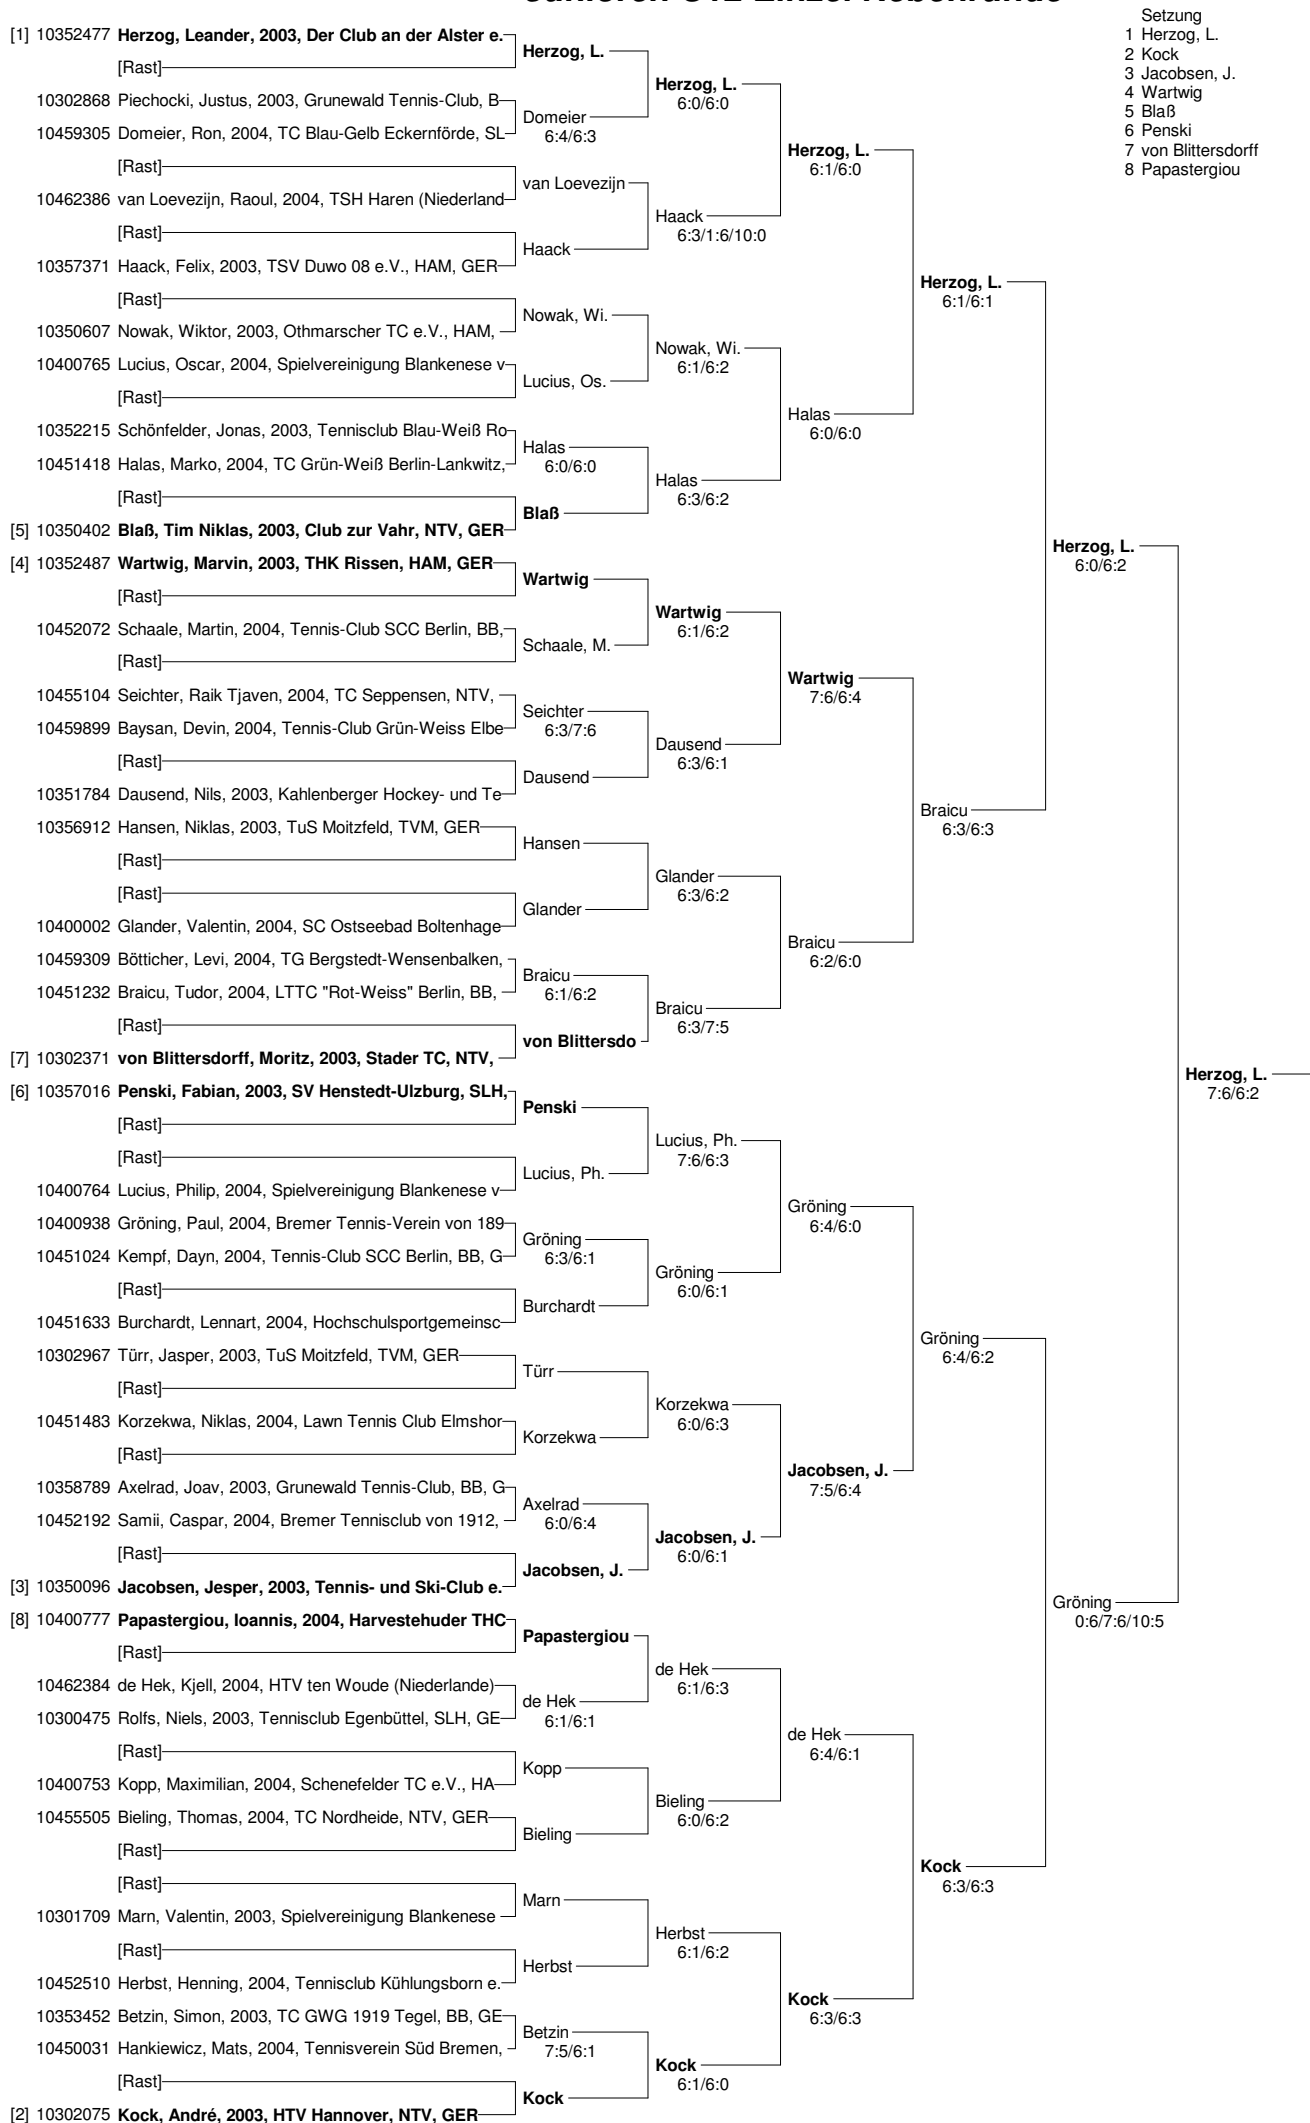 Setzung
1 Herzog, L.
2 Kock
3 Jacobsen, J.
4 Wartwig
5 Blaß
6 Penski
7 von Blittersdorff
8 Papastergiou
[1] 10352477 Herzog, Leander, 2003, Der Club an der Alster e.
Herzog, L.
[Rast]
Herzog, L.
6:0/6:0
10302868 Piechocki, Justus, 2003, Grunewald Tennis-Club, B
Domeier
6:4/6:3
10459305 Domeier, Ron, 2004, TC Blau-Gelb Eckernförde, SL
Herzog, L.
6:1/6:0
[Rast]
van Loevezijn
10462386 van Loevezijn, Raoul, 2004, TSH Haren (Niederland
Haack
6:3/1:6/10:0
[Rast]
Haack
10357371 Haack, Felix, 2003, TSV Duwo 08 e.V., HAM, GER
Herzog, L.
6:1/6:1
[Rast]
Nowak, Wi.
10350607 Nowak, Wiktor, 2003, Othmarscher TC e.V., HAM,
Nowak, Wi.
6:1/6:2
10400765 Lucius, Oscar, 2004, Spielvereinigung Blankenese v
Lucius, Os.
[Rast]
Halas
6:0/6:0
10352215 Schönfelder, Jonas, 2003, Tennisclub Blau-Weiß Ro
Halas
6:0/6:0
10451418 Halas, Marko, 2004, TC Grün-Weiß Berlin-Lankwitz,
Halas
6:3/6:2
[Rast]
Blaß
[5] 10350402 Blaß, Tim Niklas, 2003, Club zur Vahr, NTV, GER
Herzog, L.
6:0/6:2
[4] 10352487 Wartwig, Marvin, 2003, THK Rissen, HAM, GER
Wartwig
[Rast]
Wartwig
6:1/6:2
10452072 Schaale, Martin, 2004, Tennis-Club SCC Berlin, BB,
Schaale, M.
[Rast]
Wartwig
7:6/6:4
10455104 Seichter, Raik Tjaven, 2004, TC Seppensen, NTV,
Seichter
6:3/7:6
10459899 Baysan, Devin, 2004, Tennis-Club Grün-Weiss Elbe
Dausend
6:3/6:1
[Rast]
Dausend
10351784 Dausend, Nils, 2003, Kahlenberger Hockey- und Te
Braicu
6:3/6:3
10356912 Hansen, Niklas, 2003, TuS Moitzfeld, TVM, GER
Hansen
[Rast]
Glander
6:3/6:2
[Rast]
Glander
10400002 Glander, Valentin, 2004, SC Ostseebad Boltenhage
Braicu
6:2/6:0
10459309 Bötticher, Levi, 2004, TG Bergstedt-Wensenbalken,
Braicu
6:1/6:2
10451232 Braicu, Tudor, 2004, LTTC "Rot-Weiss" Berlin, BB,
Braicu
6:3/7:5
[Rast]
von Blittersdo
[7] 10302371 von Blittersdorff, Moritz, 2003, Stader TC, NTV,
Herzog, L.
7:6/6:2
[6] 10357016 Penski, Fabian, 2003, SV Henstedt-Ulzburg, SLH,
Penski
[Rast]
Lucius, Ph.
7:6/6:3
[Rast]
Lucius, Ph.
10400764 Lucius, Philip, 2004, Spielvereinigung Blankenese v
Gröning
6:4/6:0
10400938 Gröning, Paul, 2004, Bremer Tennis-Verein von 189
Gröning
6:3/6:1
10451024 Kempf, Dayn, 2004, Tennis-Club SCC Berlin, BB, G
Gröning
6:0/6:1
[Rast]
Burchardt
10451633 Burchardt, Lennart, 2004, Hochschulsportgemeinsc
Gröning
6:4/6:2
10302967 Türr, Jasper, 2003, TuS Moitzfeld, TVM, GER
Türr
[Rast]
Korzekwa
6:0/6:3
10451483 Korzekwa, Niklas, 2004, Lawn Tennis Club Elmshor
Korzekwa
[Rast]
Jacobsen, J.
7:5/6:4
10358789 Axelrad, Joav, 2003, Grunewald Tennis-Club, BB, G
Axelrad
6:0/6:4
10452192 Samii, Caspar, 2004, Bremer Tennisclub von 1912,
Jacobsen, J.
6:0/6:1
[Rast]
Jacobsen, J.
[3] 10350096 Jacobsen, Jesper, 2003, Tennis- und Ski-Club e.
Gröning
0:6/7:6/10:5
[8] 10400777 Papastergiou, Ioannis, 2004, Harvestehuder THC
Papastergiou
[Rast]
de Hek
6:1/6:3
10462384 de Hek, Kjell, 2004, HTV ten Woude (Niederlande)
de Hek
6:1/6:1
10300475 Rolfs, Niels, 2003, Tennisclub Egenbüttel, SLH, GE
de Hek
6:4/6:1
[Rast]
Kopp
10400753 Kopp, Maximilian, 2004, Schenefelder TC e.V., HA
Bieling
6:0/6:2
10455505 Bieling, Thomas, 2004, TC Nordheide, NTV, GER
Bieling
[Rast]
Kock
6:3/6:3
[Rast]
Marn
10301709 Marn, Valentin, 2003, Spielvereinigung Blankenese
Herbst
6:1/6:2
[Rast]
Herbst
10452510 Herbst, Henning, 2004, Tennisclub Kühlungsborn e.
Kock
6:3/6:3
10353452 Betzin, Simon, 2003, TC GWG 1919 Tegel, BB, GE
Betzin
7:5/6:1
10450031 Hankiewicz, Mats, 2004, Tennisverein Süd Bremen,
Kock
6:1/6:0
[Rast]
Kock
[2] 10302075 Kock, André, 2003, HTV Hannover, NTV, GER